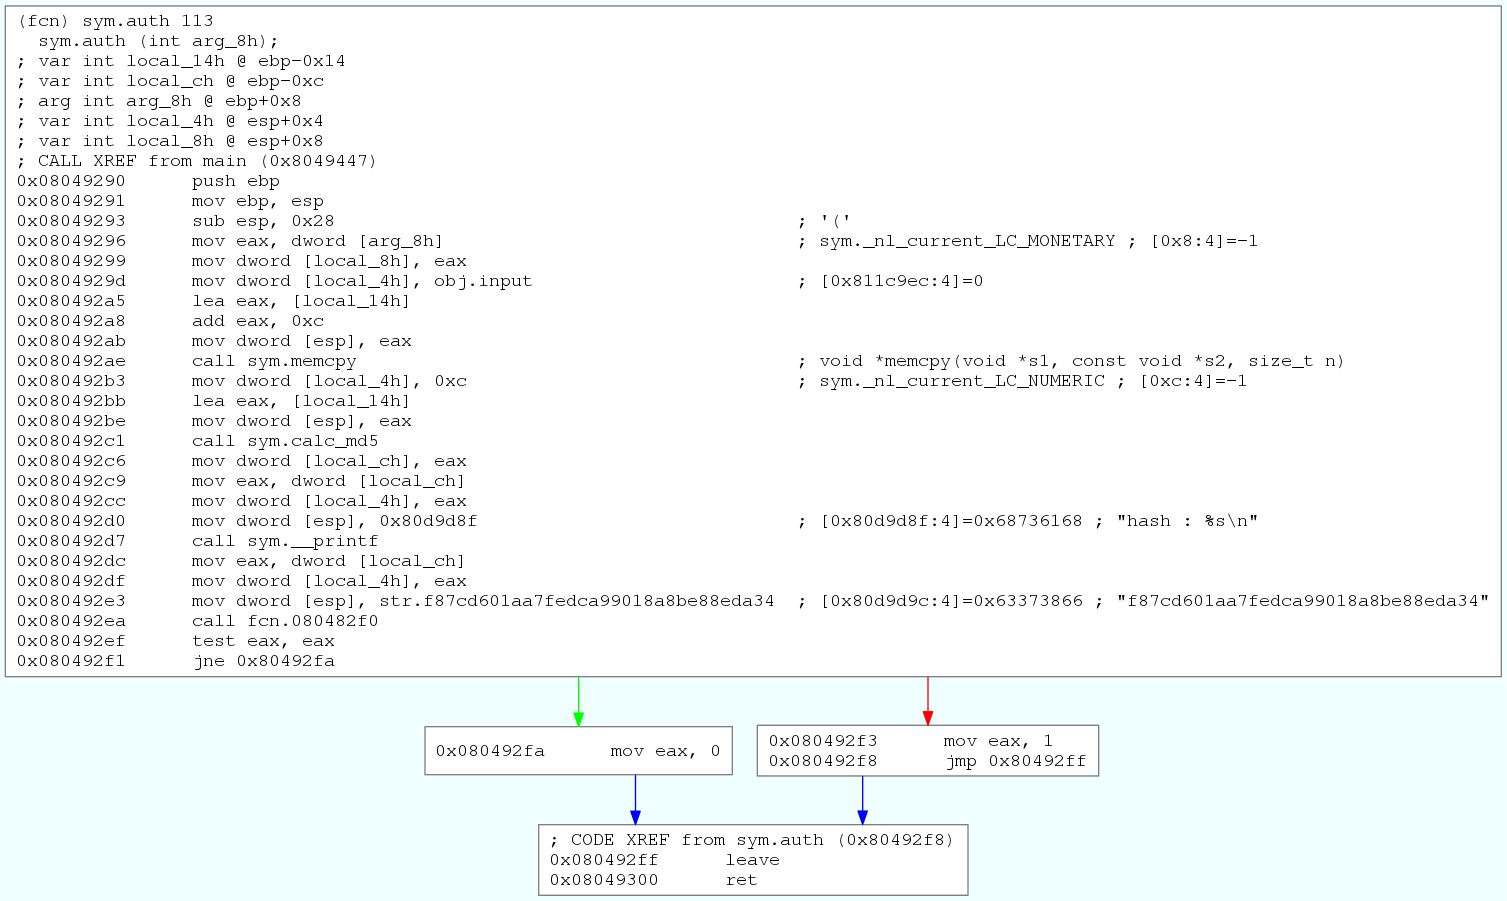 (fcn) sym.auth 113
sym.auth (int arg_8h);
; var int local_14h @ ebp-0x14
; var int local_ch @ ebp-0xc
; arg int arg_8h @ ebp+0x8
; var int local_4h @ esp+0x4
; var int local_8h @ esp+0x8
; CALL XREF from main (0x8049447)
0x08049290 push ebp
0x08049291 mov ebp, esp
0x08049293 sub esp, 0x28 ; '('
0x08049296 mov eax, dword [arg_8h] ; sym._nl_current_LC_MONETARY ; [0x8:4]=-1
0x08049299 mov dword [local_8h], eax
0x0804929d mov dword [local_4h], obj.input ; [0x811c9ec:4]=0
0x080492a5 lea eax, [local_14h]
0x080492a8 add eax, 0xc
0x080492ab mov dword [esp], eax
0x080492ae call sym.memcpy ; void *memcpy(void *s1, const void *s2, size_t n)
0x080492b3 mov dword [local_4h], 0xc ; sym._nl_current_LC_NUMERIC ; [0xc:4]=-1
0x080492bb lea eax, [local_14h]
0x080492be mov dword [esp], eax
0x080492c1 call sym.calc_md5
0x080492c6 mov dword [local_ch], eax
0x080492c9 mov eax, dword [local_ch]
0x080492cc mov dword [local_4h], eax
0x080492d0 mov dword [esp], 0x80d9d8f ; [0x80d9d8f:4]=0x68736168 ; "hash : %s\n"
0x080492d7 call sym.__printf
0x080492dc mov eax, dword [local_ch]
0x080492df mov dword [local_4h], eax
0x080492e3 mov dword [esp], str.f87cd601aa7fedca99018a8be88eda34 ; [0x80d9d9c:4]=0x63373866 ; "f87cd601aa7fedca99018a8be88eda34"
0x080492ea call fcn.080482f0
0x080492ef test eax, eax
0x080492f1 jne 0x80492fa
0x080492fa mov eax, 0
0x080492f3 mov eax, 1
0x080492f8 jmp 0x80492ff
; CODE XREF from sym.auth (0x80492f8)
0x080492ff leave
0x08049300 ret